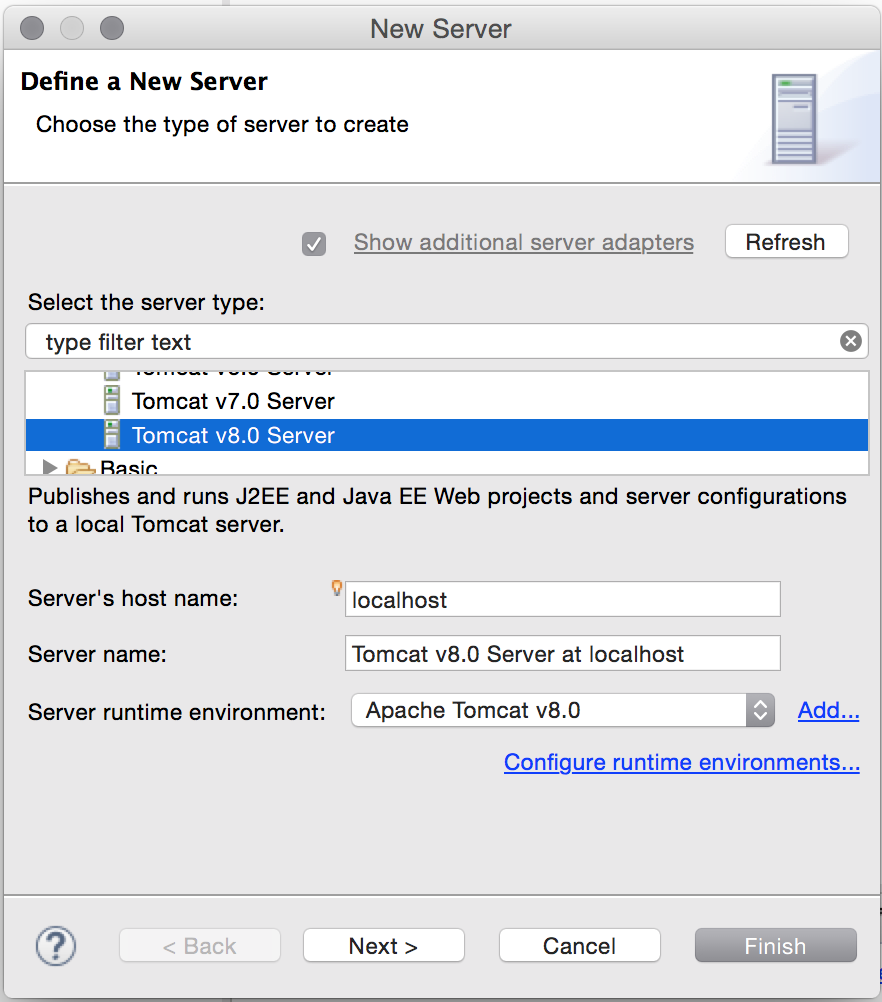 New Server
Define a New Server
Choose the type of server to create
Show additional server adapters
Refresh
Select the server type:
type filter text
Tomcat v7.0 Server
Tomcat v8.0 Server
Basic
Publishes and runs J2EE and Java EE Web projects and server configurations
to a local Tomcat server.
Server's host name:
localhost
Server name:
Tomcat v8.0 Server at localhost
Server runtime environment:
Apache Tomcat v8.0
Add...
Configure runtime environments...
?
< Back
Next >
Cancel
Finish